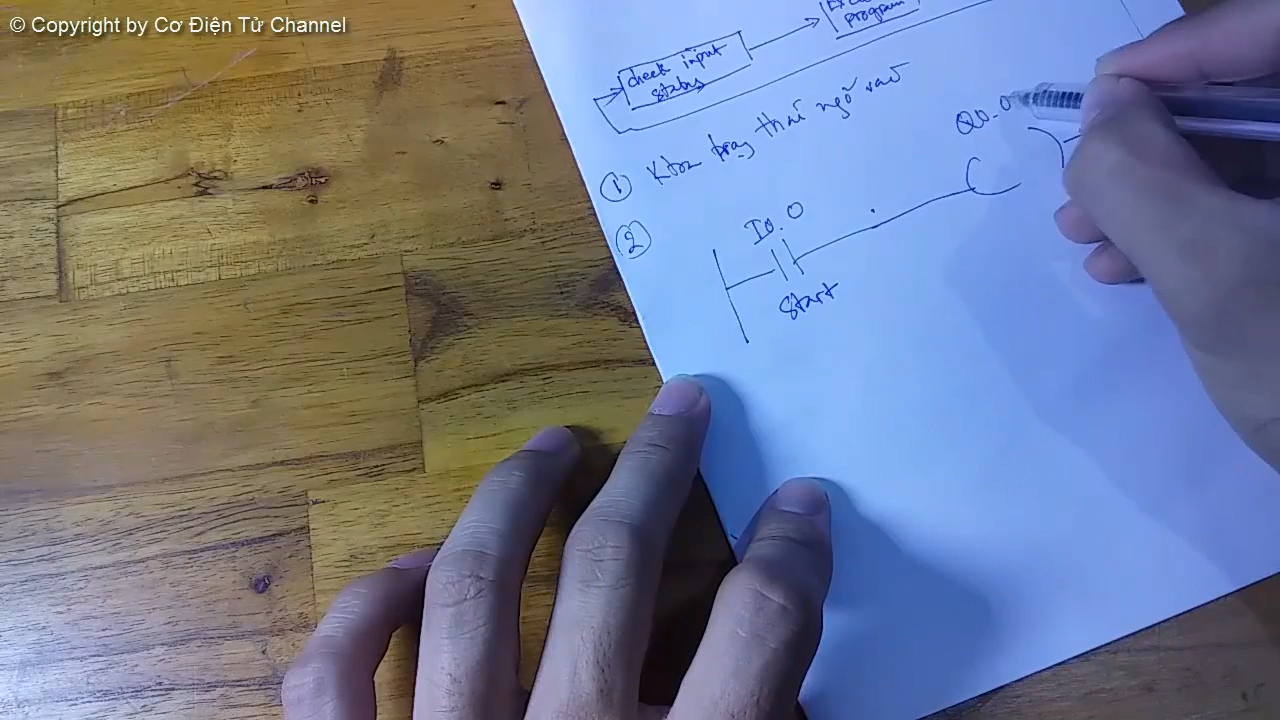 © Copyright by Cơ Điện Tử Channel
program
check input
status
① Ktra trạng thái ngõ vào
②
I0.0
Q0.0
Start